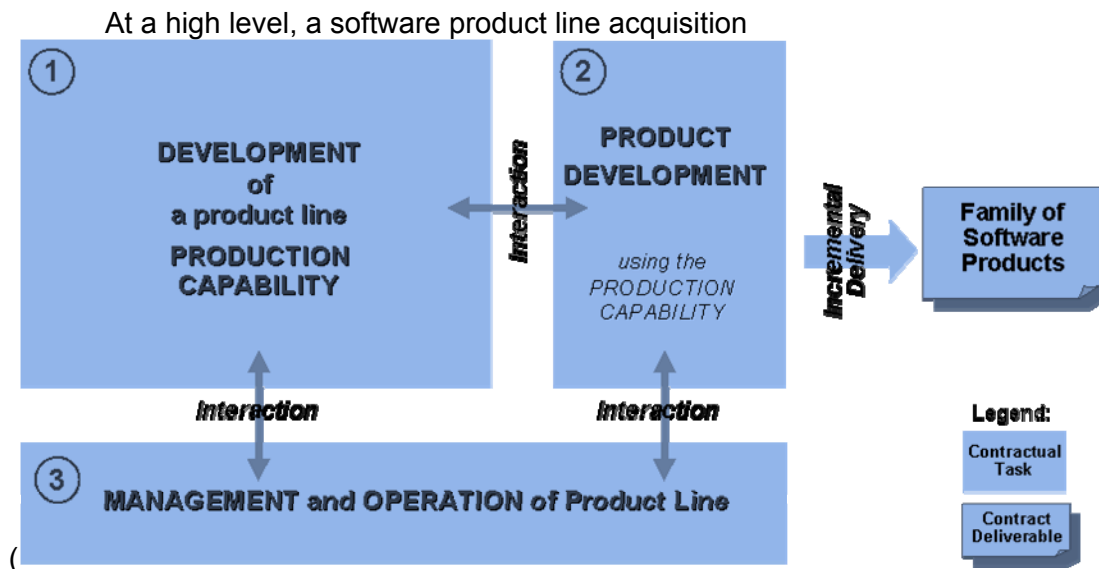 At a high level, a software product line acquisition
1
DEVELOPMENT
of
a product line
PRODUCTION
CAPABILITY
Interaction
2
PRODUCT
DEVELOPMENT
using the
PRODUCTION
CAPABILITY
Incremental
Delivery
Family of
Software
Products
Interaction
Interaction
3
MANAGEMENT and OPERATION of Product Line
Legend:
Contractual
Task
Contract
Deliverable
(